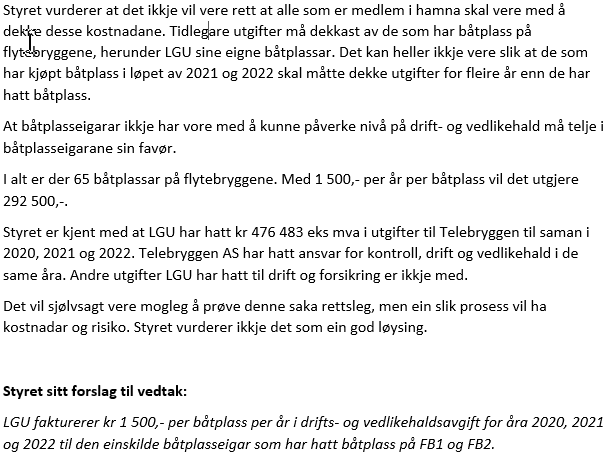 Styret vurderer at det ikkje vil vere rett at alle som er medlem i hamna skal vere med å
dekke desse kostnadane. Tidlegare utgifter må dekkast av de som har båtplass på
flytebryggene, herunder LGU sine eigne båtplassar. Det kan heller ikkje vere slik at de som
har kjøpt båtplass i løpet av 2021 og 2022 skal måtte dekke utgifter for fleire år enn de har
hatt båtplass.
At båtplasseigarar ikkje har vore med å kunne påverke nivå på drift- og vedlikehald må telje i
båtplasseigarane sin favør.
I alt er der 65 båtplassar på flytebryggene. Med 1 500,- per år per båtplass vil det utgjere
292 500,-.
Styret er kjent med at LGU har hatt kr 476 483 eks mva i utgifter til Telebryggen til saman i
2020, 2021 og 2022. Telebryggen AS har hatt ansvar for kontroll, drift og vedlikehald i de
same åra. Andre utgifter LGU har hatt til drift og forsikring er ikkje med.
Det vil sjølvsagt vere mogleg å prøve denne saka rettsleg, men ein slik prosess vil ha
kostnadar og risiko. Styret vurderer ikkje det som ein god løysing.
Styret sitt forslag til vedtak:
LGU fakturerer kr 1 500,- per båtplass per år i drifts- og vedlikehaldsavgift for åra 2020, 2021
og 2022 til den einskilde båtplasseigar som har hatt båtplass på FB1 og FB2.